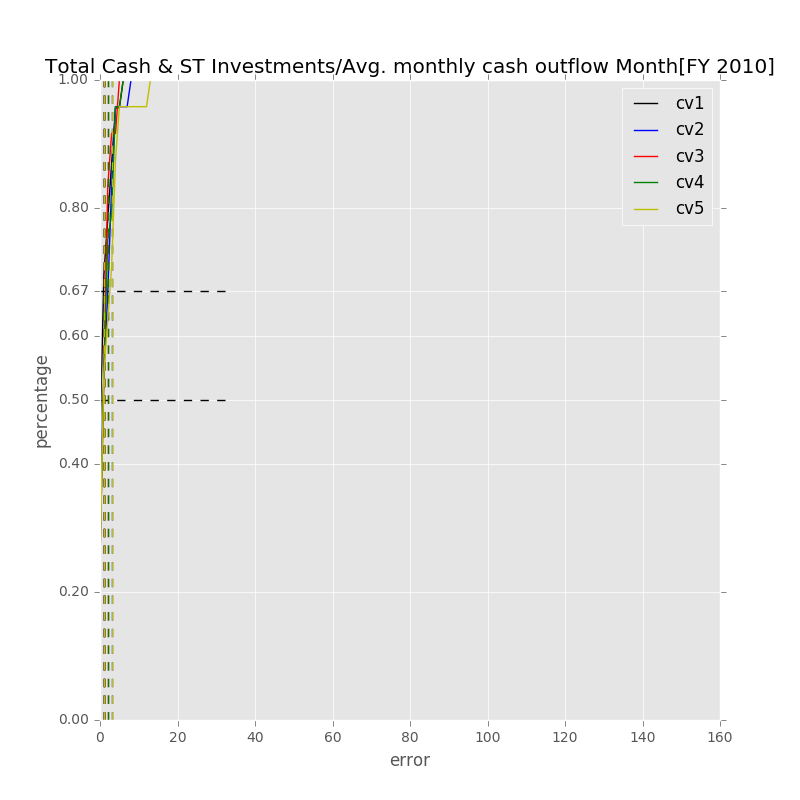 Total Cash & ST Investments/Avg. monthly cash outflow Month[FY 2010]
1.00
cv1
cv2
cv3
cv4
cv5
0.80
0.67
0.60
percentage
0.50
0.40
0.20
0.00
0 20 40 60 80 100 120 140 160
error